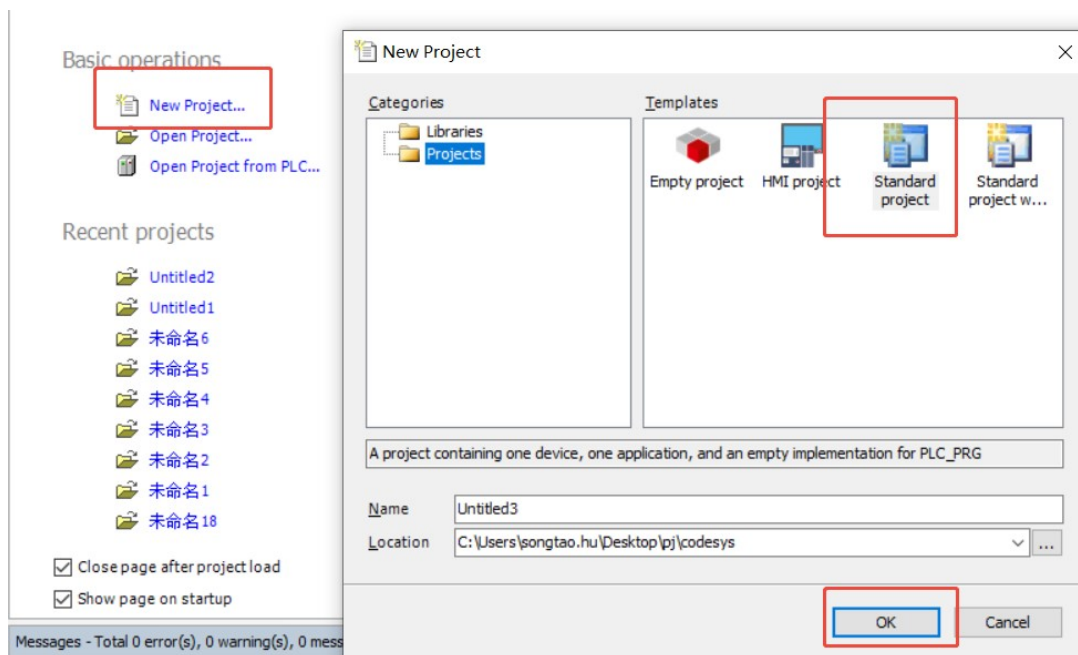 Basic operations
New Project...
Open Project...
Open Project from PLC...
Recent projects
Untitled2
Untitled1
未命名6
未命名5
未命名4
未命名3
未命名2
未命名1
未命名18
Close page after project load
Show page on startup
Messages - Total 0 error(s), 0 warning(s), 0 mess
New Project
Categories
Libraries
Projects
Templates
Empty project
HMI project
Standard
project
Standard
project w...
A project containing one device, one application, and an empty implementation for PLC_PRG
Name
Untitled3
Location
C:\Users\songtao.hu\Desktop\pj\codesys
...
OK
Cancel